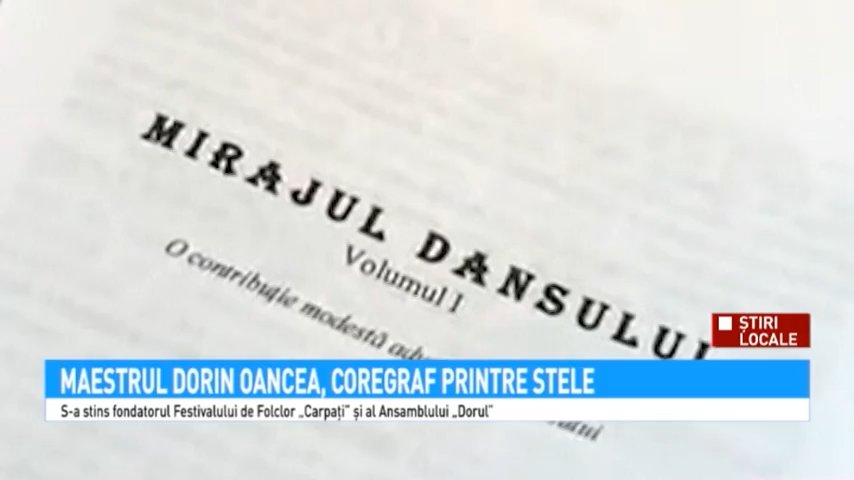 MIRAJUL DANSULUI
Volumul I
O contribuție modestă
ȘTIRI
LOCALE
MAESTRUL DORIN OANCEA, COREGRAF PRINTRE STELE
S-a stins fondatorul Festivalului de Folclor „Carpați” și al Ansamblului „Dorul”